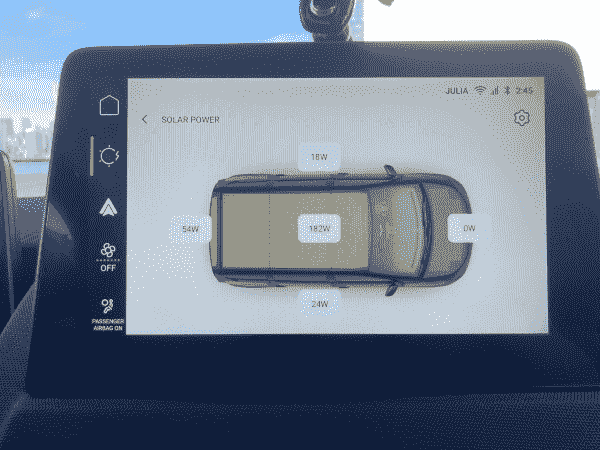 JULIA 2:45
SOLAR POWER
18W
54W
182W
0W
24W
OFF
PASSENGER
AIRBAG ON